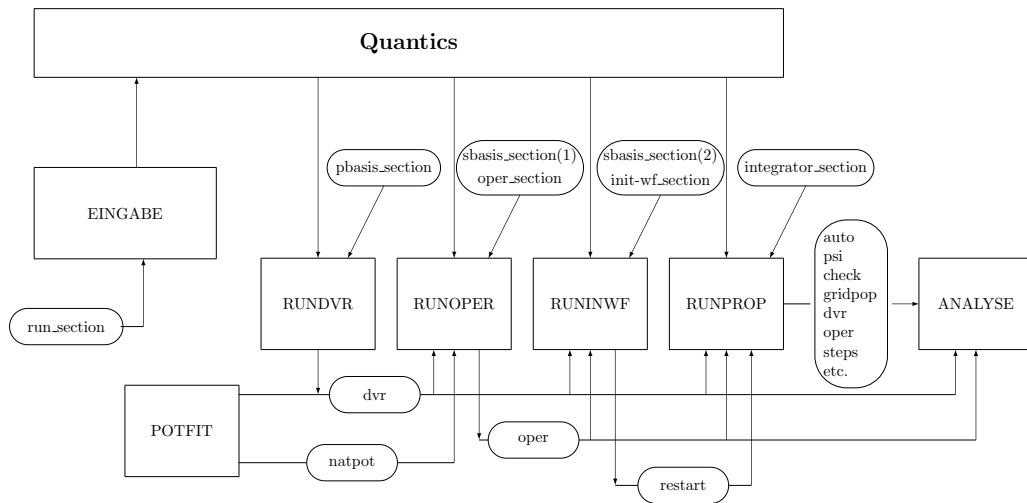 Quantics
pbasis_section
sbasis_section(1)
oper_section
sbasis_section(2)
init-wf_section
integrator_section
EINGABE
auto
psi
check
gridpop
dvr
oper
steps
etc.
RUNDVR
RUNOPER
RUNINWF
RUNPROP
ANALYSE
run_section
dvr
POTFIT
oper
natpot
restart